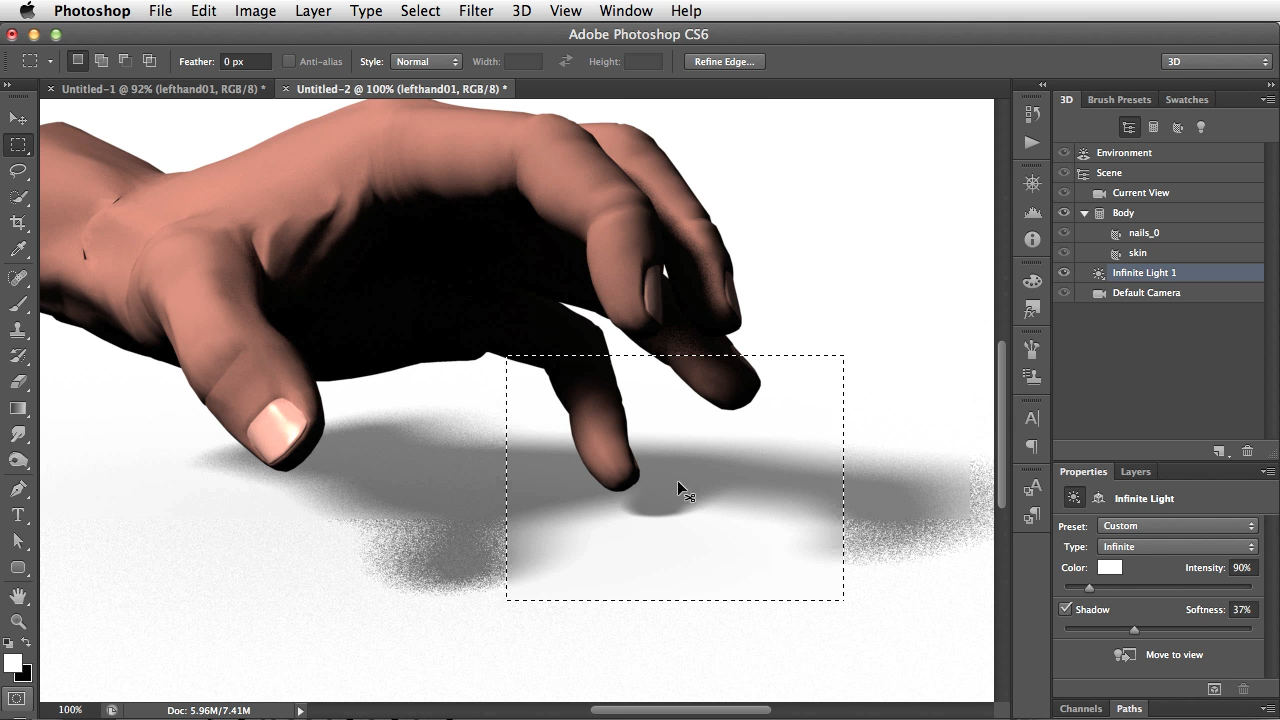 Photoshop File Edit Image Layer Type Select Filter 3D View Window Help
Adobe Photoshop CS6
Feather: 0 px Anti-alias Style: Normal Width: Height: Refine Edge... 3D
Untitled-1 @ 92% (lefthand01, RGB/8) * Untitled-2 @ 100% (lefthand01, RGB/8) *
3D Brush Presets Swatches
Environment
Scene
Current View
Body
nails_0
skin
Infinite Light 1
Default Camera
Properties Layers
Infinite Light
Preset: Custom
Type: Infinite
Color: Intensity: 90%
Shadow Softness: 37%
Move to view
100% Doc: 5.96M/7.41M
Channels Paths